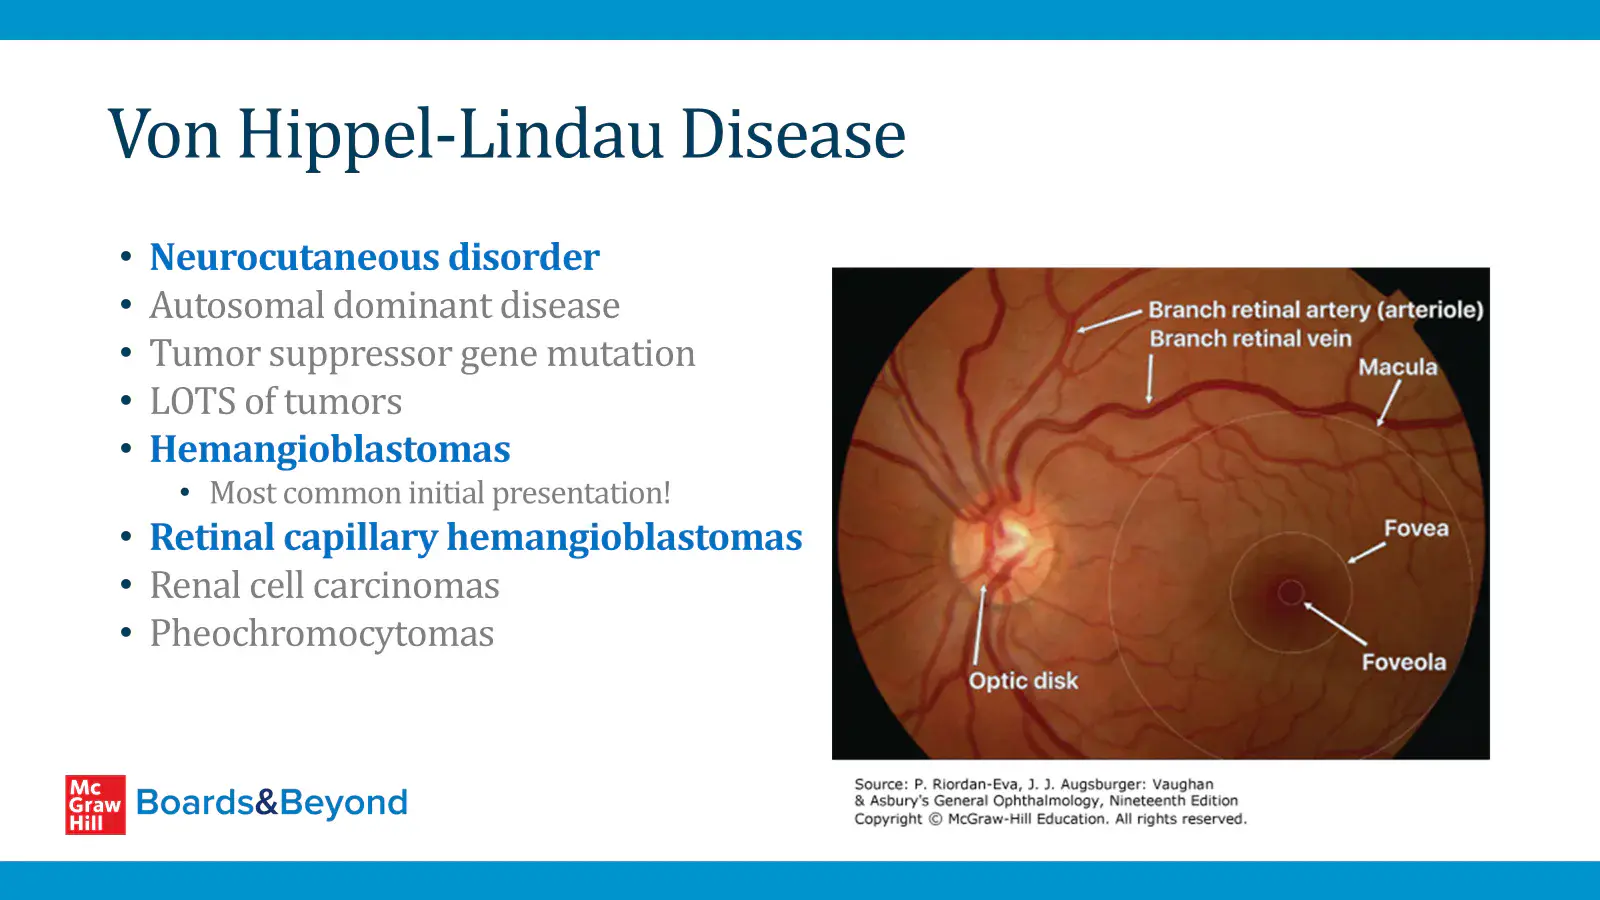 Von Hippel-Lindau Disease
• Neurocutaneous disorder
• Autosomal dominant disease
• Tumor suppressor gene mutation
• LOTS of tumors
• Hemangioblastomas
• Most common initial presentation!
• Retinal capillary hemangioblastomas
• Renal cell carcinomas
• Pheochromocytomas
Branch retinal artery (arteriole)
Branch retinal vein
Macula
Fovea
Foveola
Optic disk
Source: P. Riordan-Eva, J. J. Augsburger: Vaughan
& Asbury's General Ophthalmology, Nineteenth Edition
Copyright © McGraw-Hill Education. All rights reserved.
Mc
Graw
Hill
Boards&Beyond